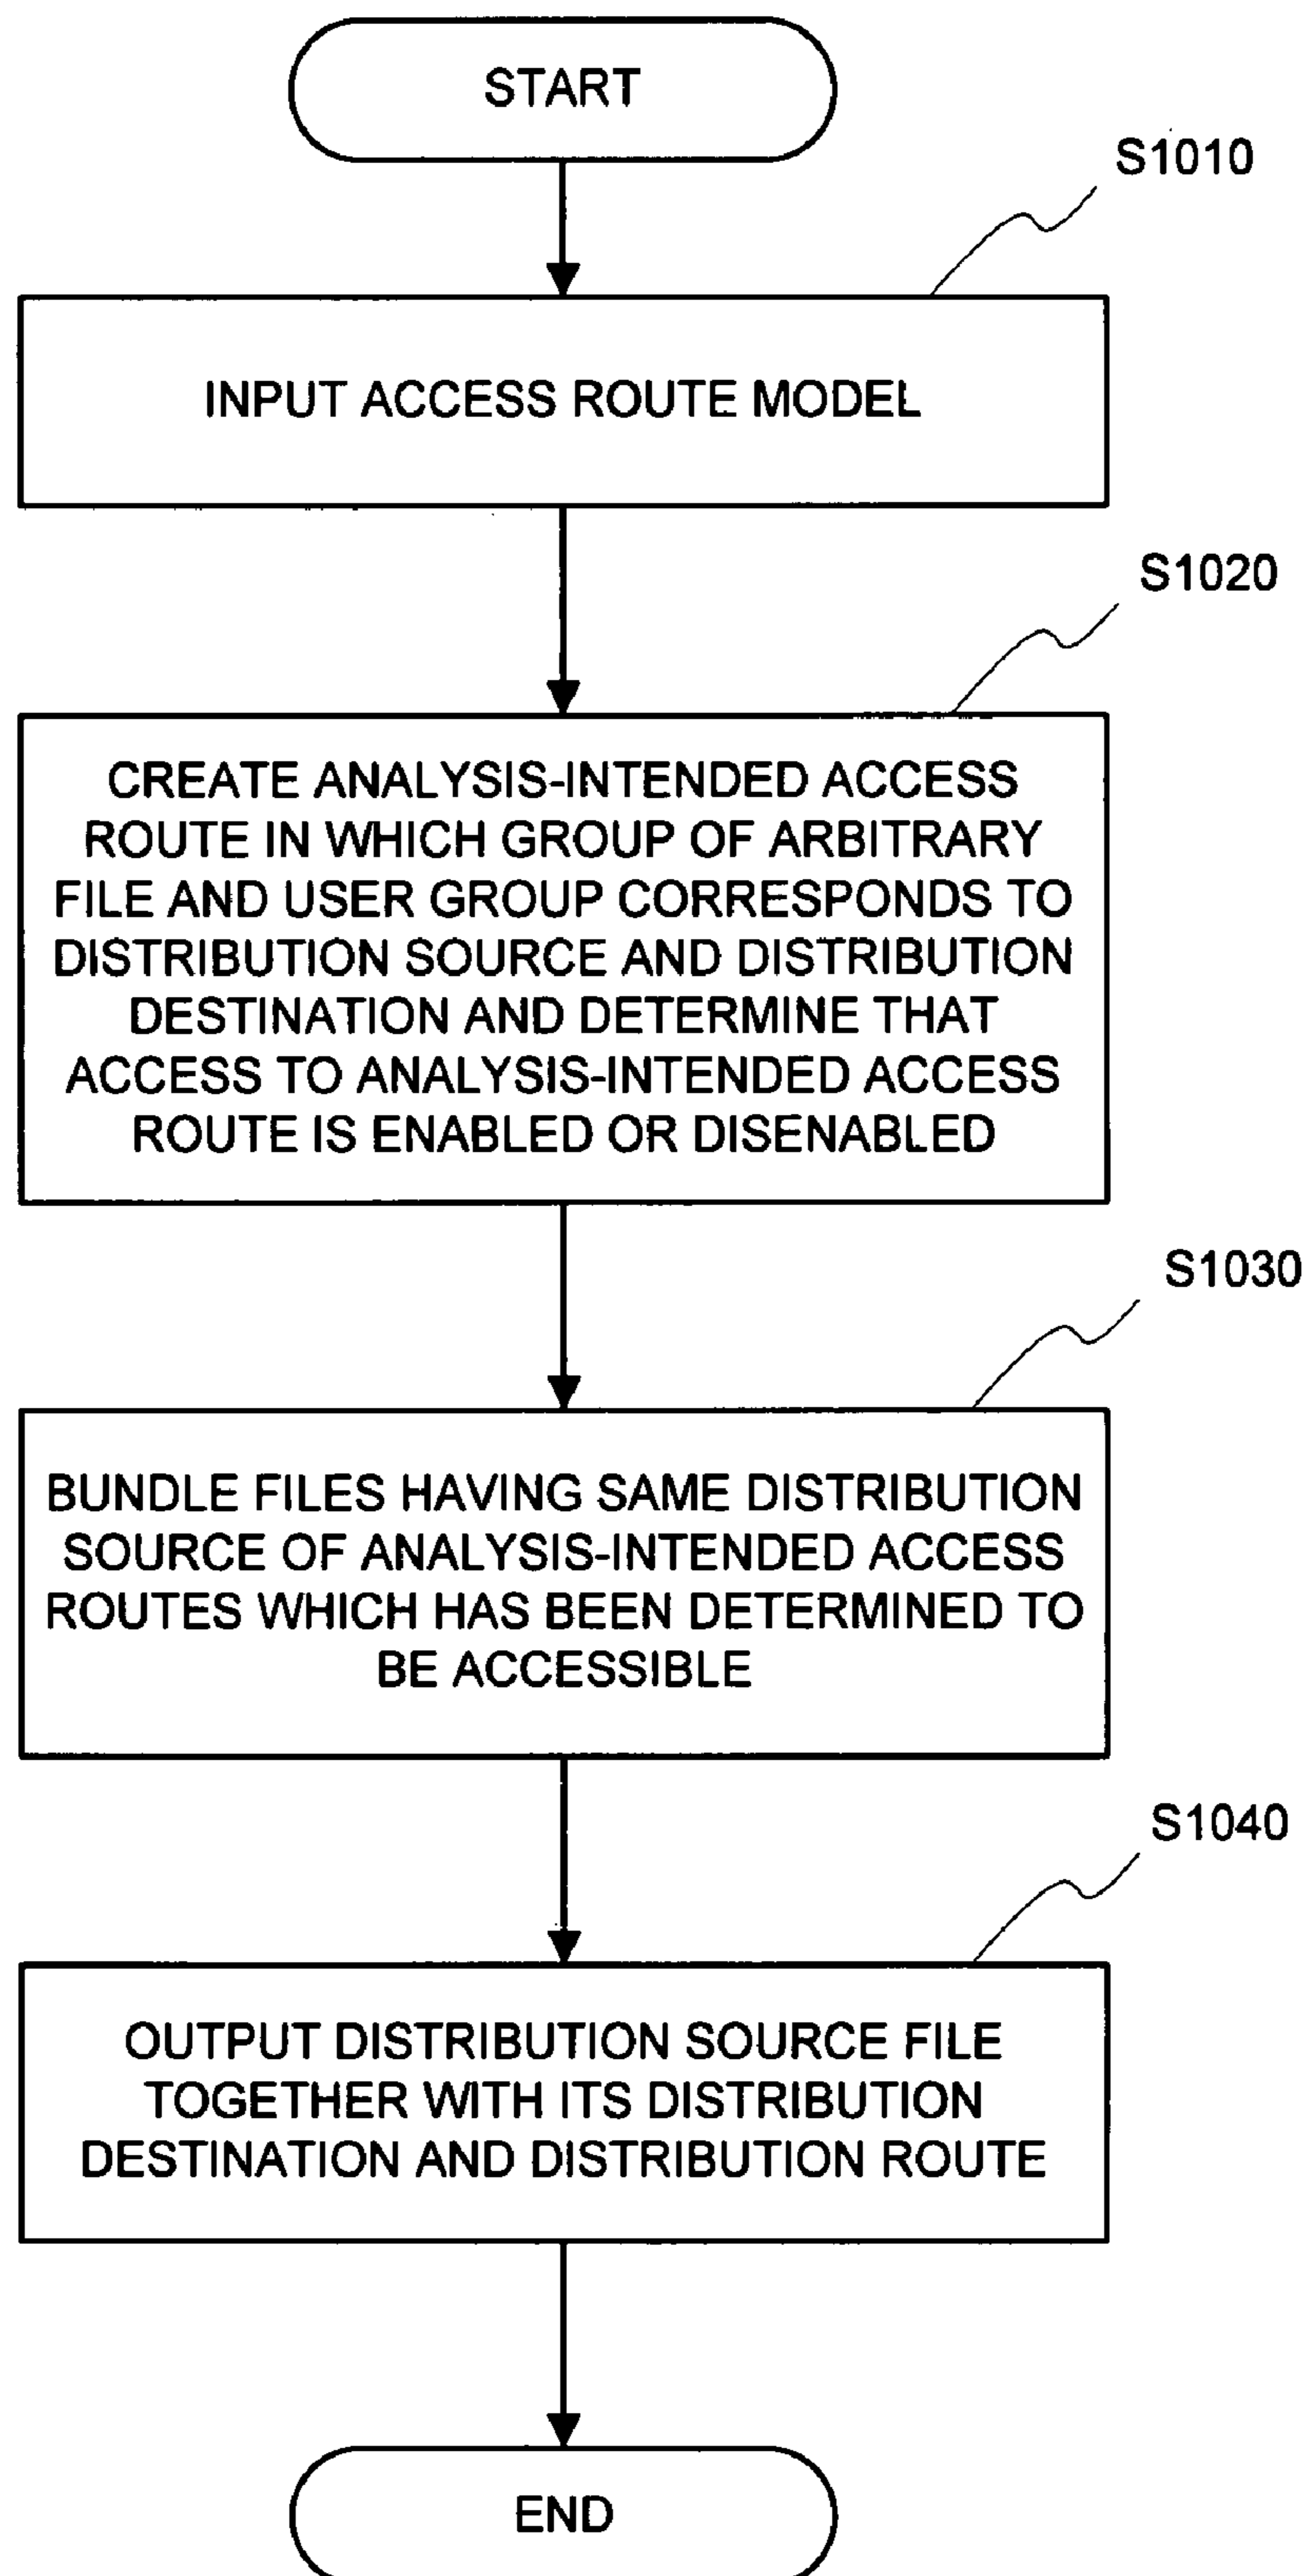 START
S1010
INPUT ACCESS ROUTE MODEL
S1020
CREATE ANALYSIS-INTENDED ACCESS
ROUTE IN WHICH GROUP OF ARBITRARY
FILE AND USER GROUP CORRESPONDS TO
DISTRIBUTION SOURCE AND DISTRIBUTION
DESTINATION AND DETERMINE THAT
ACCESS TO ANALYSIS-INTENDED ACCESS
ROUTE IS ENABLED OR DISENABLED
S1030
BUNDLE FILES HAVING SAME DISTRIBUTION
SOURCE OF ANALYSIS-INTENDED ACCESS
ROUTES WHICH HAS BEEN DETERMINED TO
BE ACCESSIBLE
S1040
OUTPUT DISTRIBUTION SOURCE FILE
TOGETHER WITH ITS DISTRIBUTION
DESTINATION AND DISTRIBUTION ROUTE
END